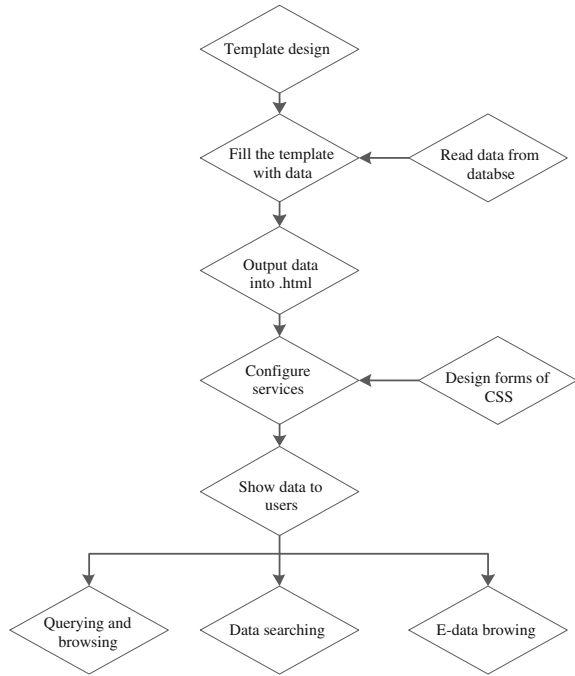 Template design
Fill the template
with data
Read data from
databse
Output data
into .html
Configure
services
Design forms of
CSS
Show data to
users
Querying and
browsing
Data searching
E-data browing